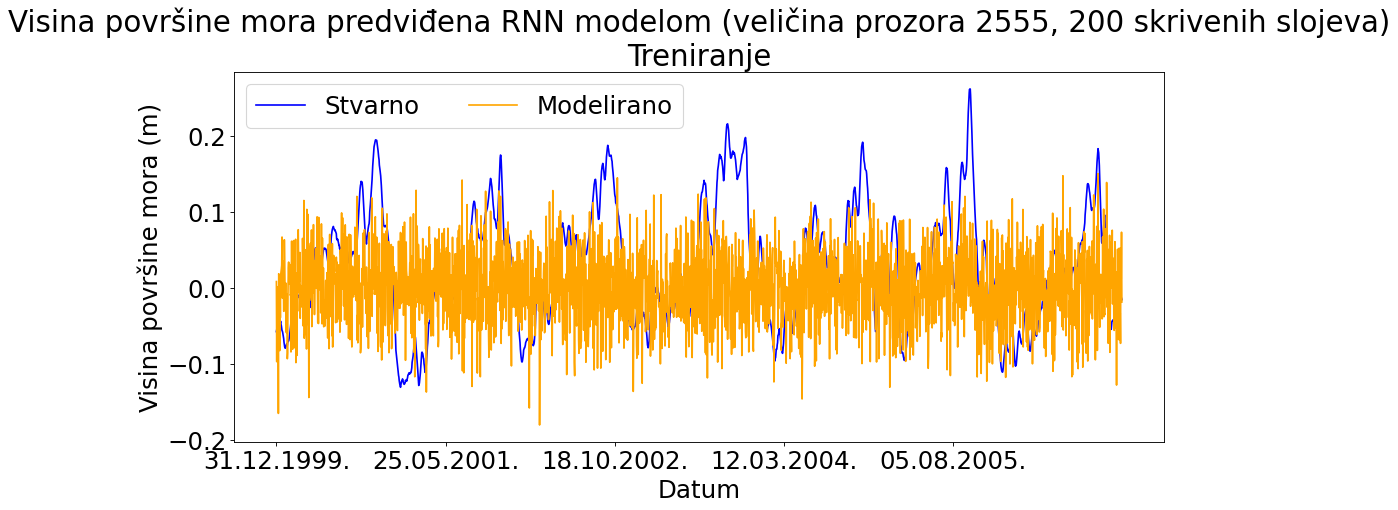 Visina površine mora predviđena RNN modelom (veličina prozora 2555, 200 skrivenih slojeva)
Treniranje
Stvarno Modelirano
Visina površine mora (m)
0.2
0.1
0.0
−0.1
−0.2
31.12.1999. 25.05.2001. 18.10.2002. 12.03.2004. 05.08.2005.
Datum